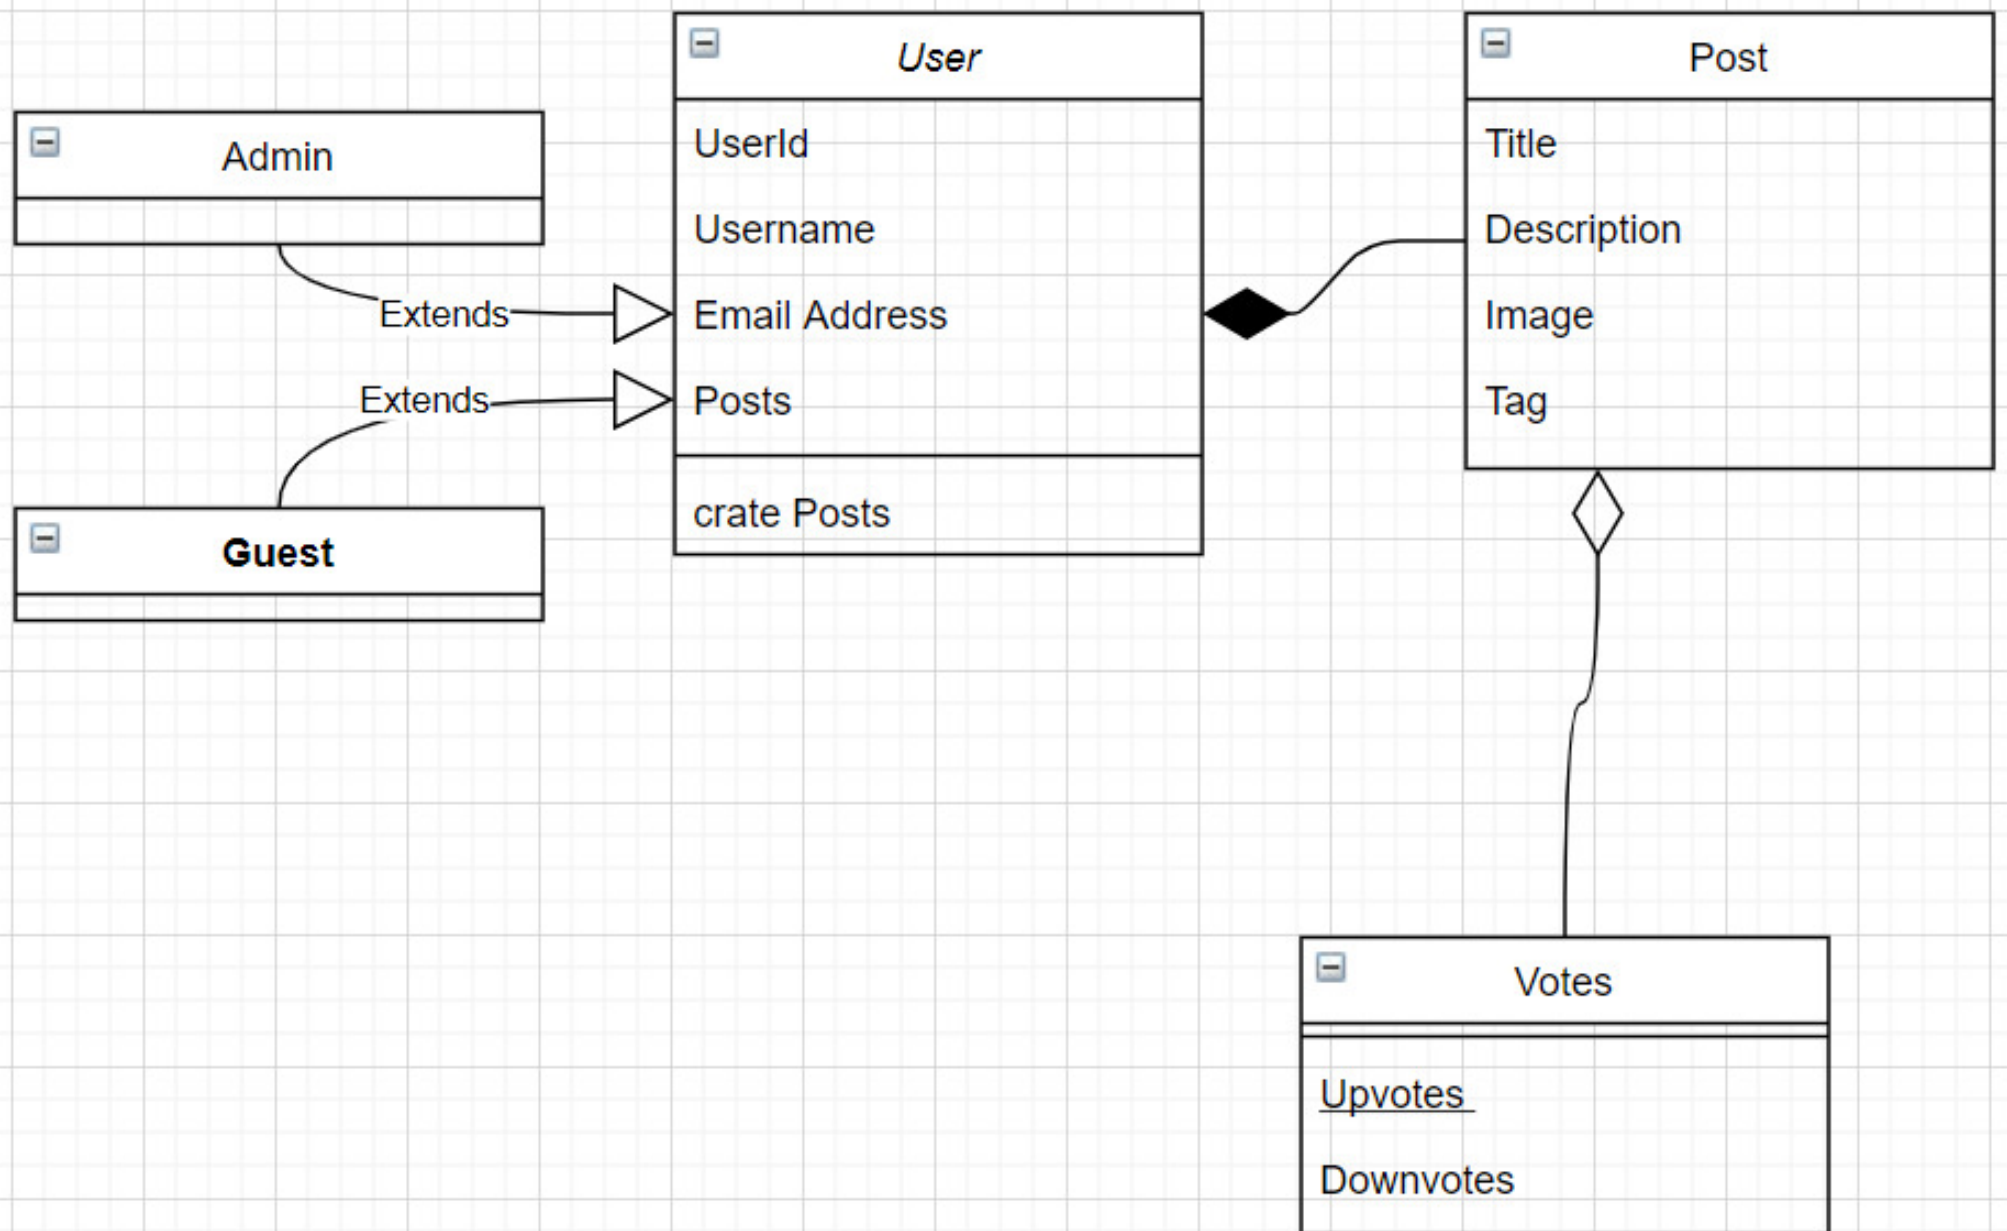 Admin
Extends
Extends
Guest
User
UserId
Username
Email Address
Posts
crate Posts
Post
Title
Description
Image
Tag
Votes
Upvotes
Downvotes